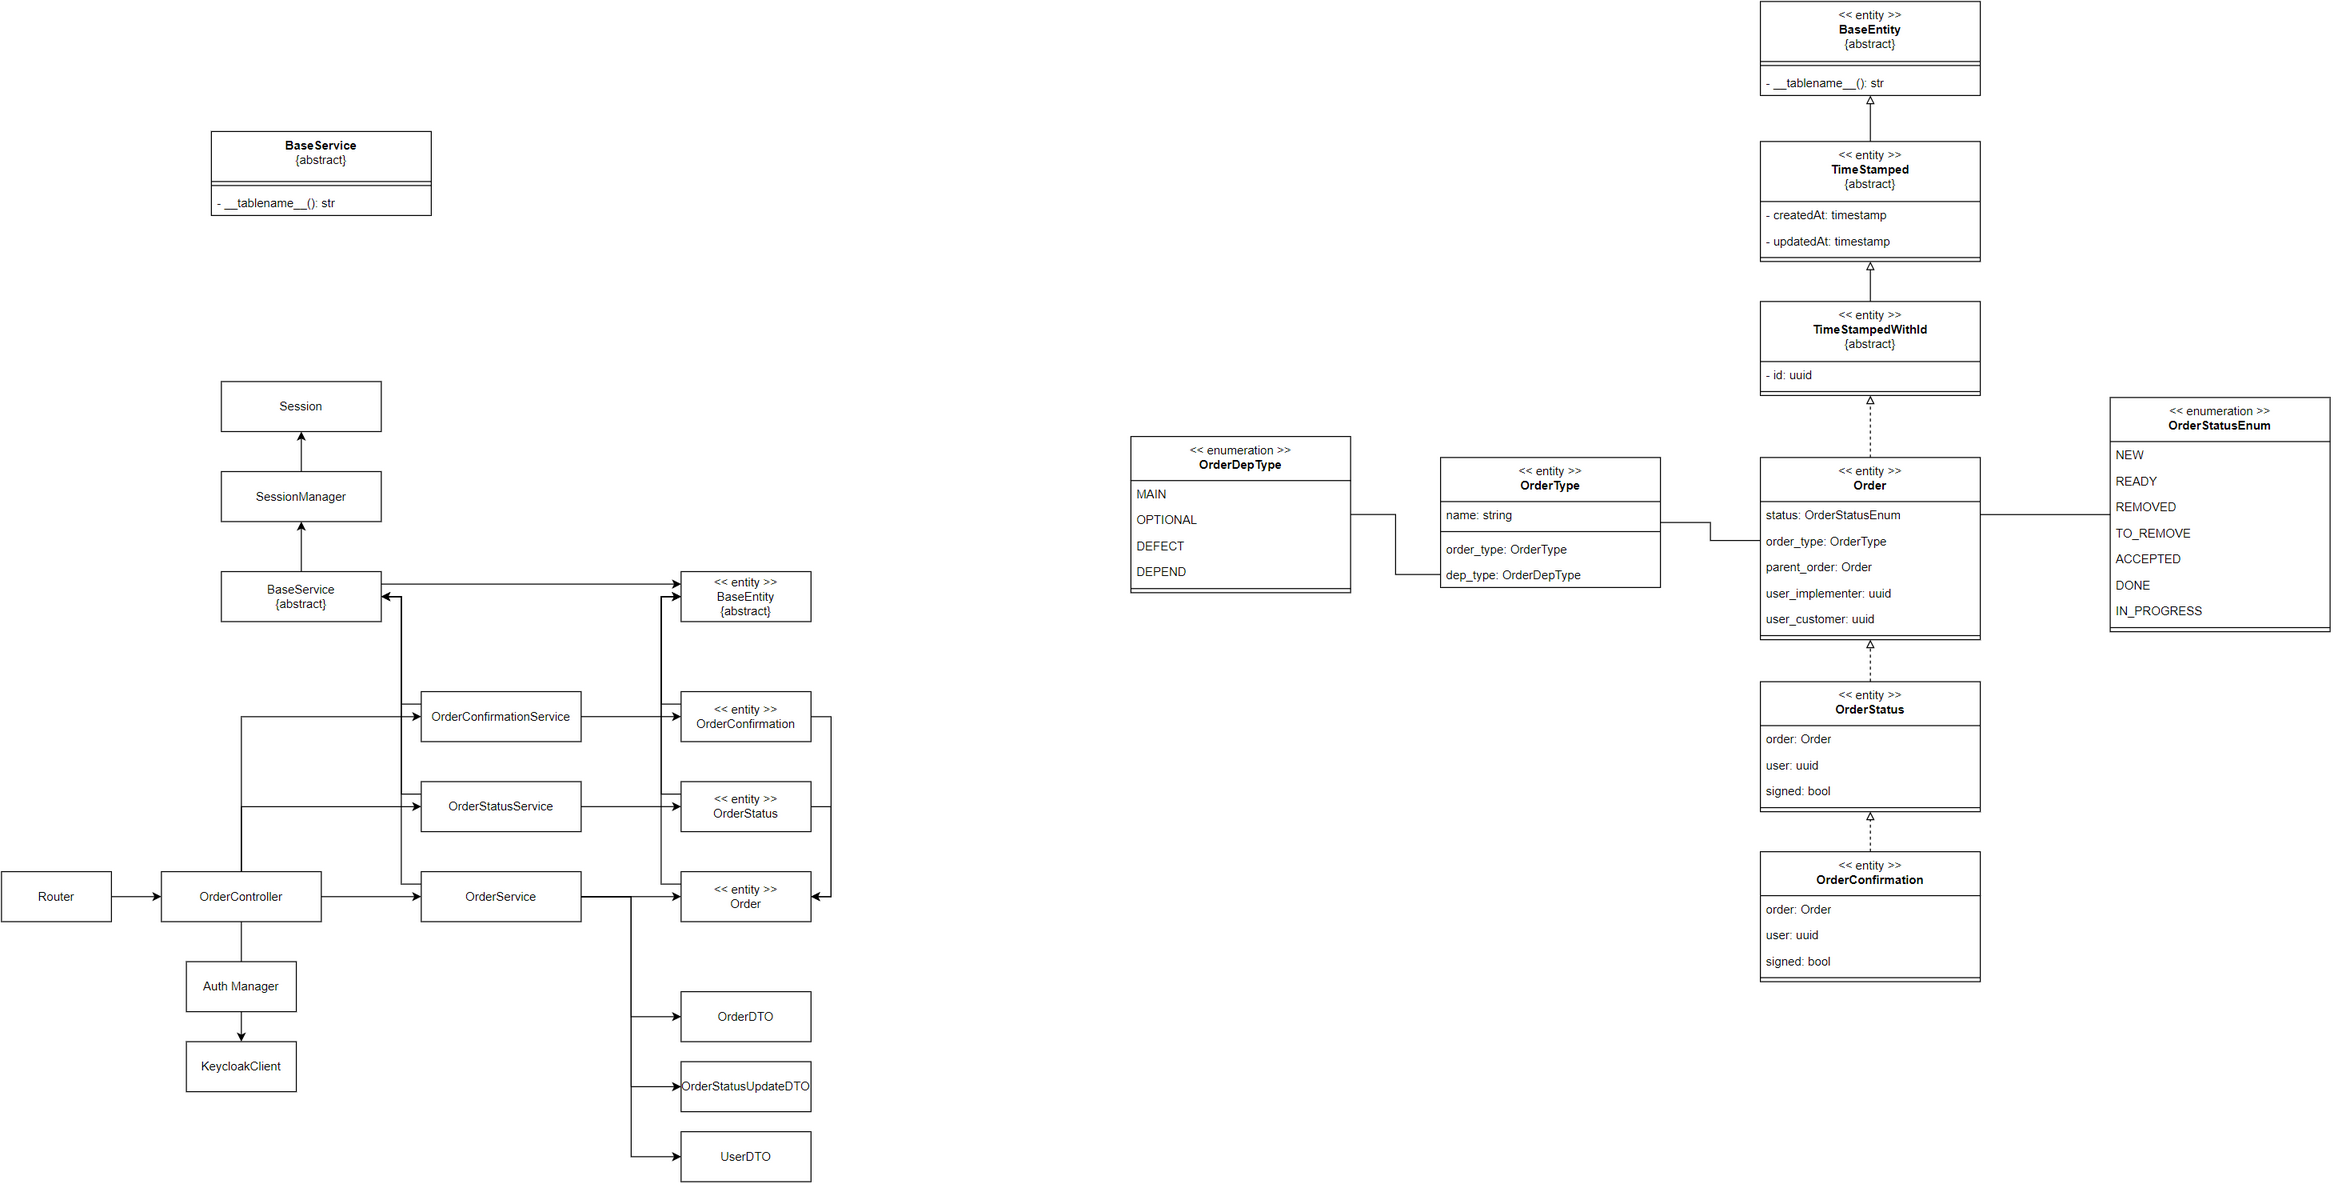 BaseService
{abstract}
- __tablename__(): str
Session
SessionManager
BaseService
{abstract}
<< entity >>
BaseEntity
{abstract}
OrderConfirmationService
<< entity >>
OrderConfirmation
OrderStatusService
<< entity >>
OrderStatus
Router
OrderController
OrderService
<< entity >>
Order
Auth Manager
KeycloakClient
OrderDTO
OrderStatusUpdateDTO
UserDTO
<< entity >>
BaseEntity
{abstract}
- __tablename__(): str
<< entity >>
TimeStamped
{abstract}
- createdAt: timestamp
- updatedAt: timestamp
<< entity >>
TimeStampedWithId
{abstract}
- id: uuid
<< enumeration >>
OrderDepType
MAIN
OPTIONAL
DEFECT
DEPEND
<< entity >>
OrderType
name: string
order_type: OrderType
dep_type: OrderDepType
<< entity >>
Order
status: OrderStatusEnum
order_type: OrderType
parent_order: Order
user_implementer: uuid
user_customer: uuid
<< enumeration >>
OrderStatusEnum
NEW
READY
REMOVED
TO_REMOVE
ACCEPTED
DONE
IN_PROGRESS
<< entity >>
OrderStatus
order: Order
user: uuid
signed: bool
<< entity >>
OrderConfirmation
order: Order
user: uuid
signed: bool